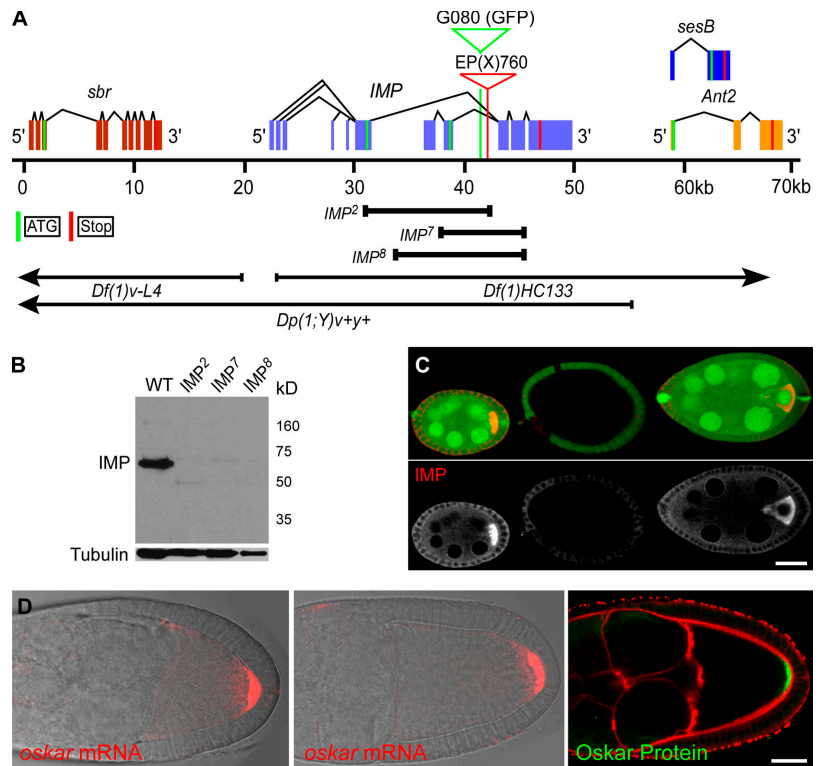 A
G080 (GFP)
EP(X)760
sesB
sbr
IMP
Ant2
5' 3' 5' 3' 5' 3'
0 10 20 30 40 50 60kb 70kb
IMP²
ATG Stop
IMP⁷
IMP⁸
Df(1)v-L4 Df(1)HC133
Dp(1;Y)v+y+
B
WT IMP² IMP⁷ IMP⁸ kD
160
75
IMP
50
35
Tubulin
C
IMP
D
oskar mRNA
oskar mRNA
Oskar Protein